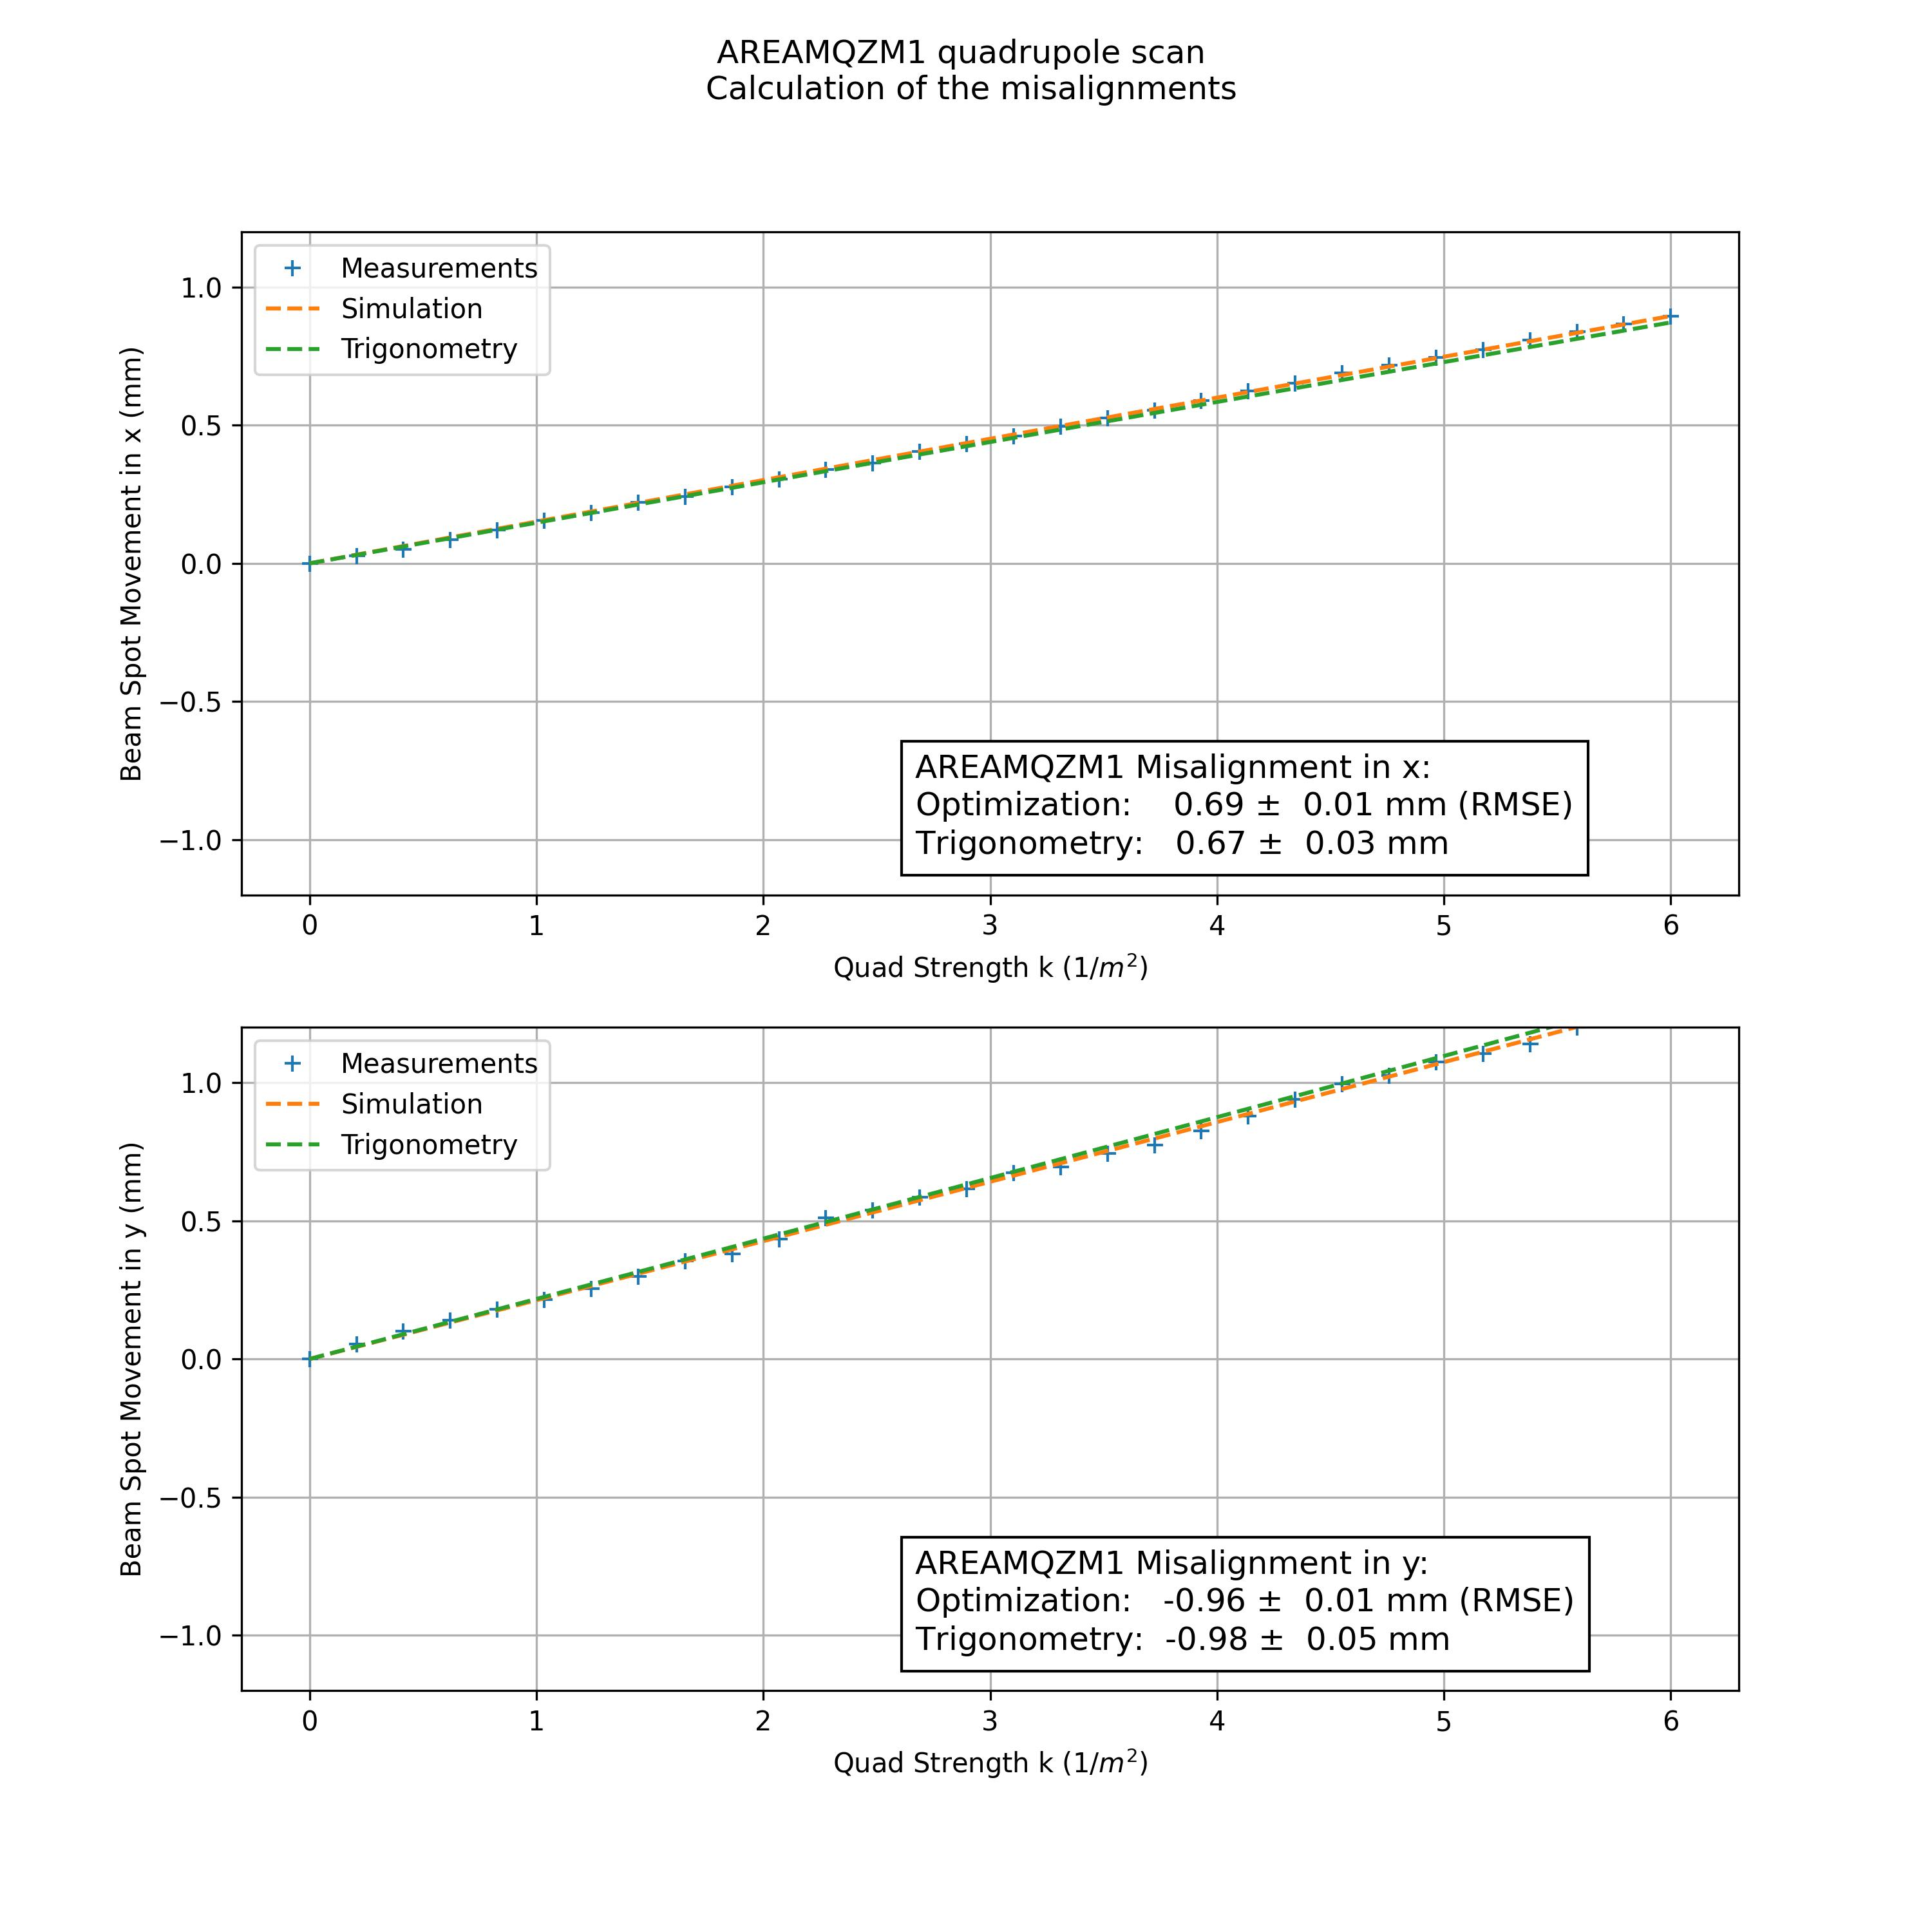 AREAMQZM1 quadrupole scan
Calculation of the misalignments
Measurements
Simulation
Trigonometry
1.0
0.5
0.0
−0.5
−1.0
Beam Spot Movement in x (mm)
AREAMQZM1 Misalignment in x:
Optimization: 0.69 ± 0.01 mm (RMSE)
Trigonometry: 0.67 ± 0.03 mm
0 1 2 3 4 5 6
Quad Strength k (1/m²)
Measurements
Simulation
Trigonometry
1.0
0.5
0.0
−0.5
−1.0
Beam Spot Movement in y (mm)
AREAMQZM1 Misalignment in y:
Optimization: -0.96 ± 0.01 mm (RMSE)
Trigonometry: -0.98 ± 0.05 mm
0 1 2 3 4 5 6
Quad Strength k (1/m²)